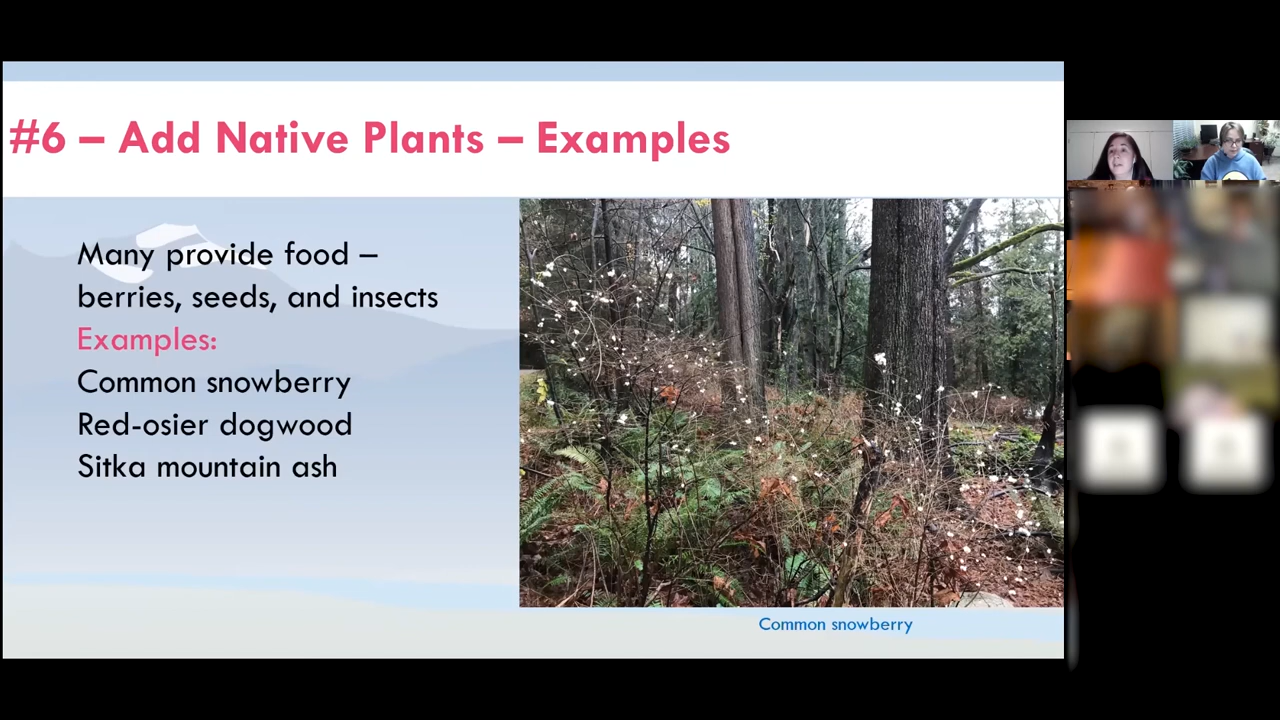 #6 – Add Native Plants – Examples
Many provide food –
berries, seeds, and insects
Examples:
Common snowberry
Red-osier dogwood
Sitka mountain ash
Common snowberry